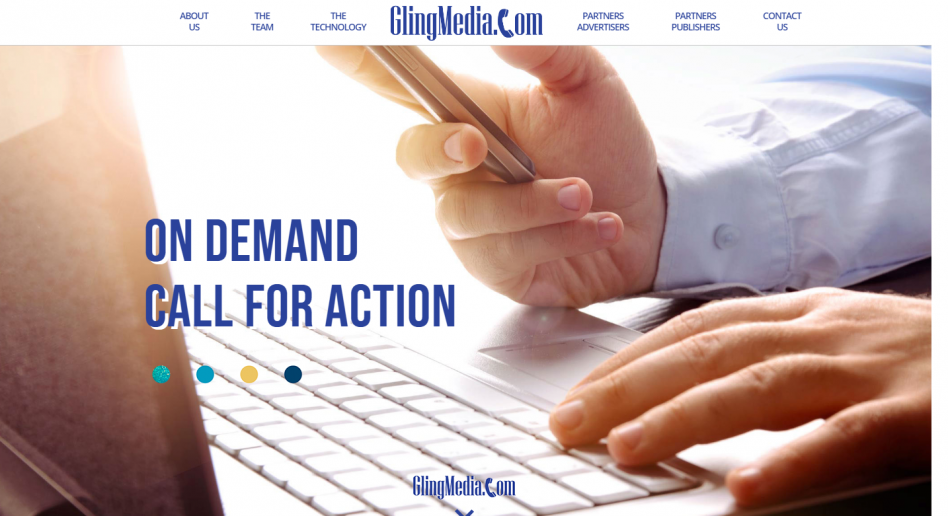 ABOUT
US
THE
TEAM
THE
TECHNOLOGY
GlingMedia.Com
PARTNERS
ADVERTISERS
PARTNERS
PUBLISHERS
CONTACT
US
ON DEMAND
CALL FOR ACTION
GlingMedia.Com